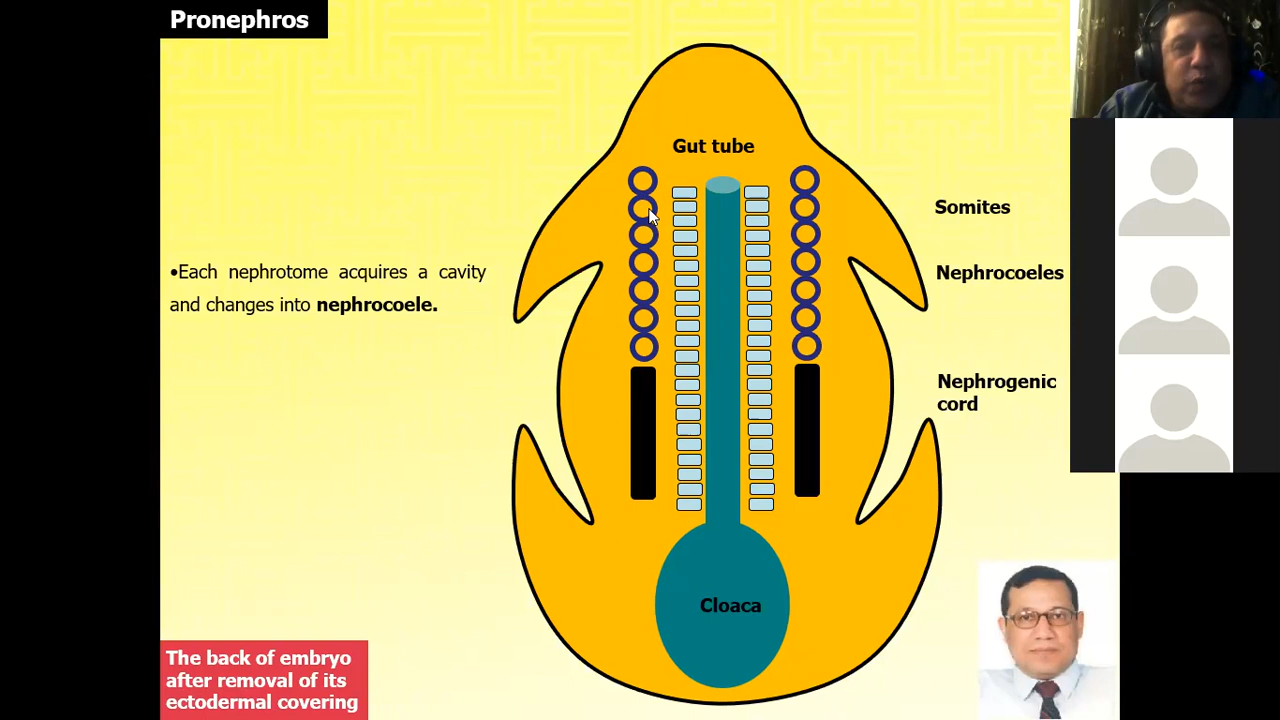 Pronephros
Gut tube
Somites
•Each nephrotome acquires a cavity
and changes into nephrocoele.
Nephrocoeles
Nephrogenic
cord
Cloaca
The back of embryo
after removal of its
ectodermal covering